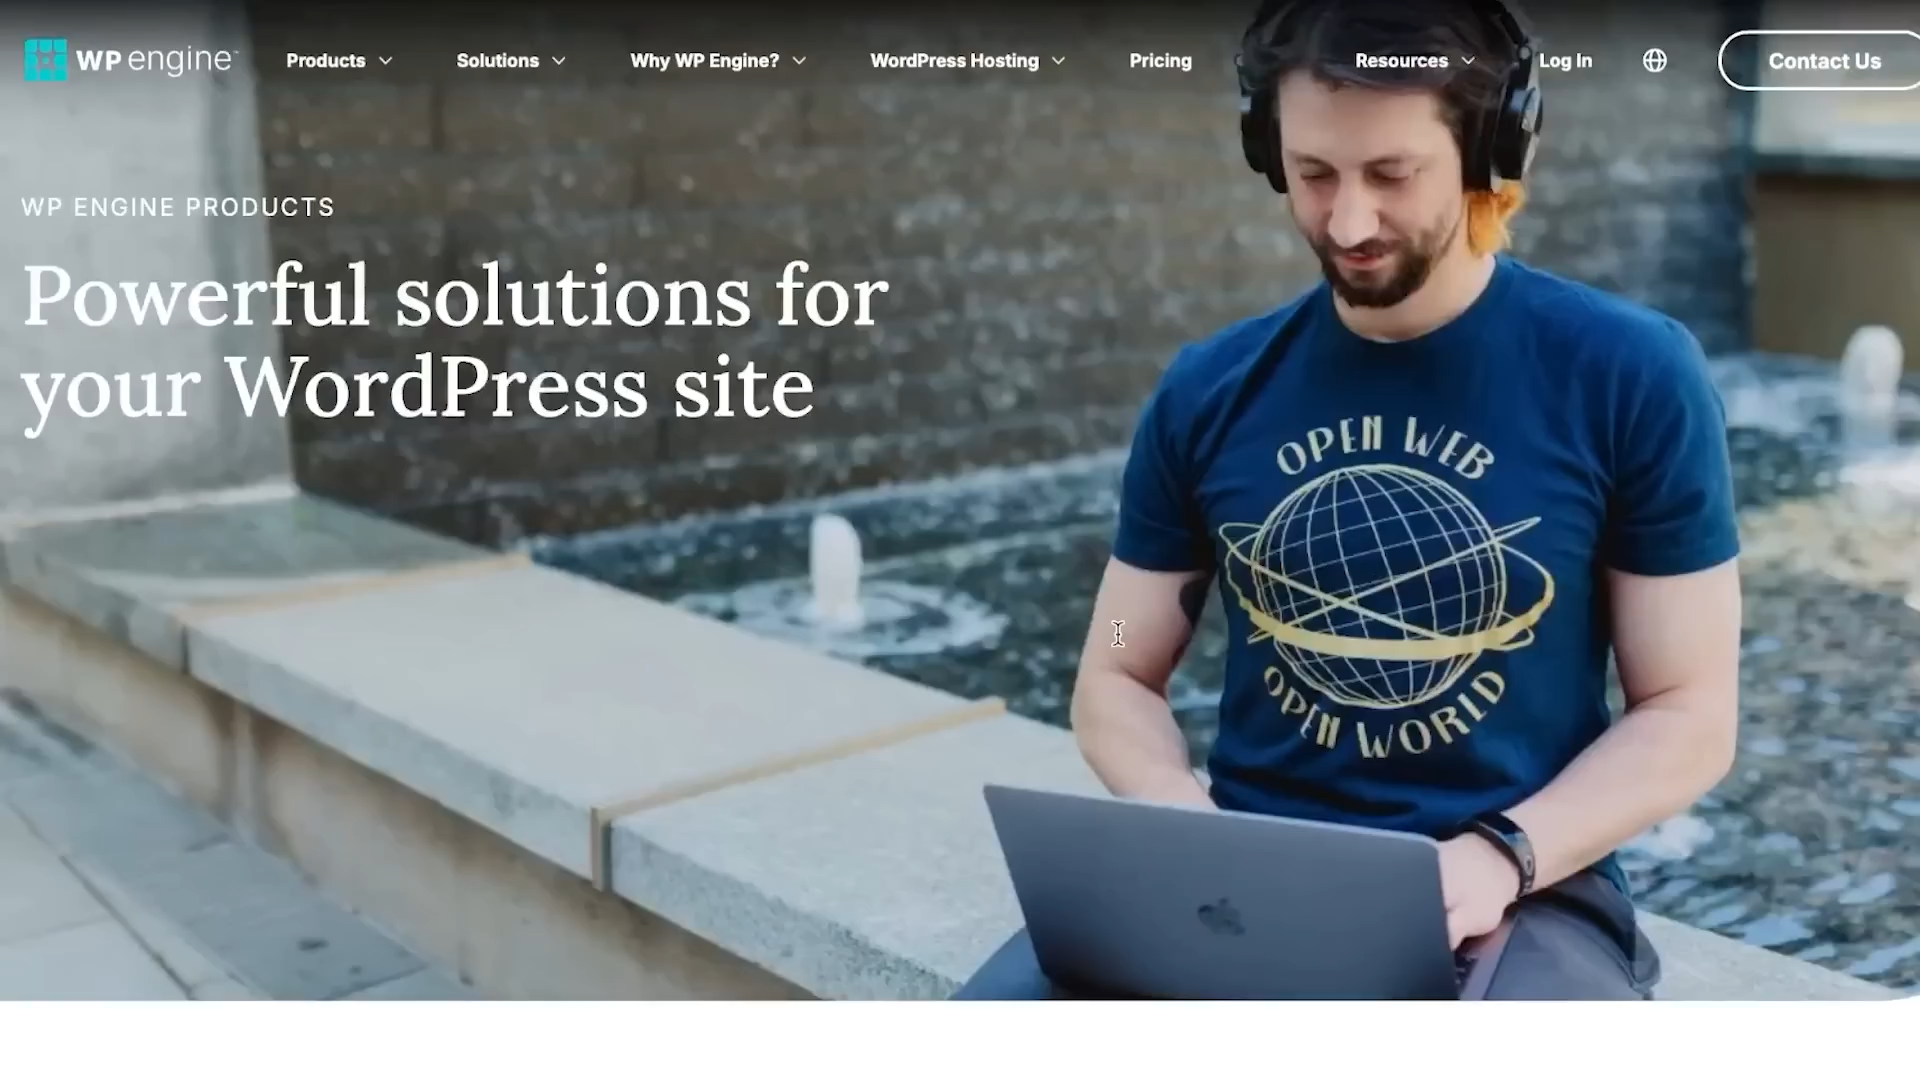 WP engine™
Products
Solutions
Why WP Engine?
WordPress Hosting
Pricing
Resources
Log In
Contact Us
WP ENGINE PRODUCTS
Powerful solutions for
your WordPress site
OPEN WEB
OPEN WORLD